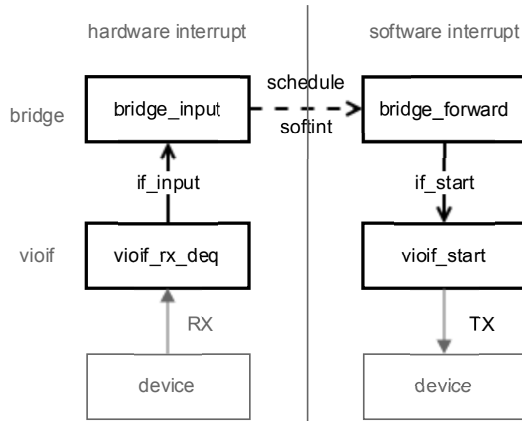 hardware interrupt
software interrupt
bridge
bridge_input
schedule
softint
bridge_forward
if_input
if_start
vioif
vioif_rx_deq
vioif_start
RX
TX
device
device